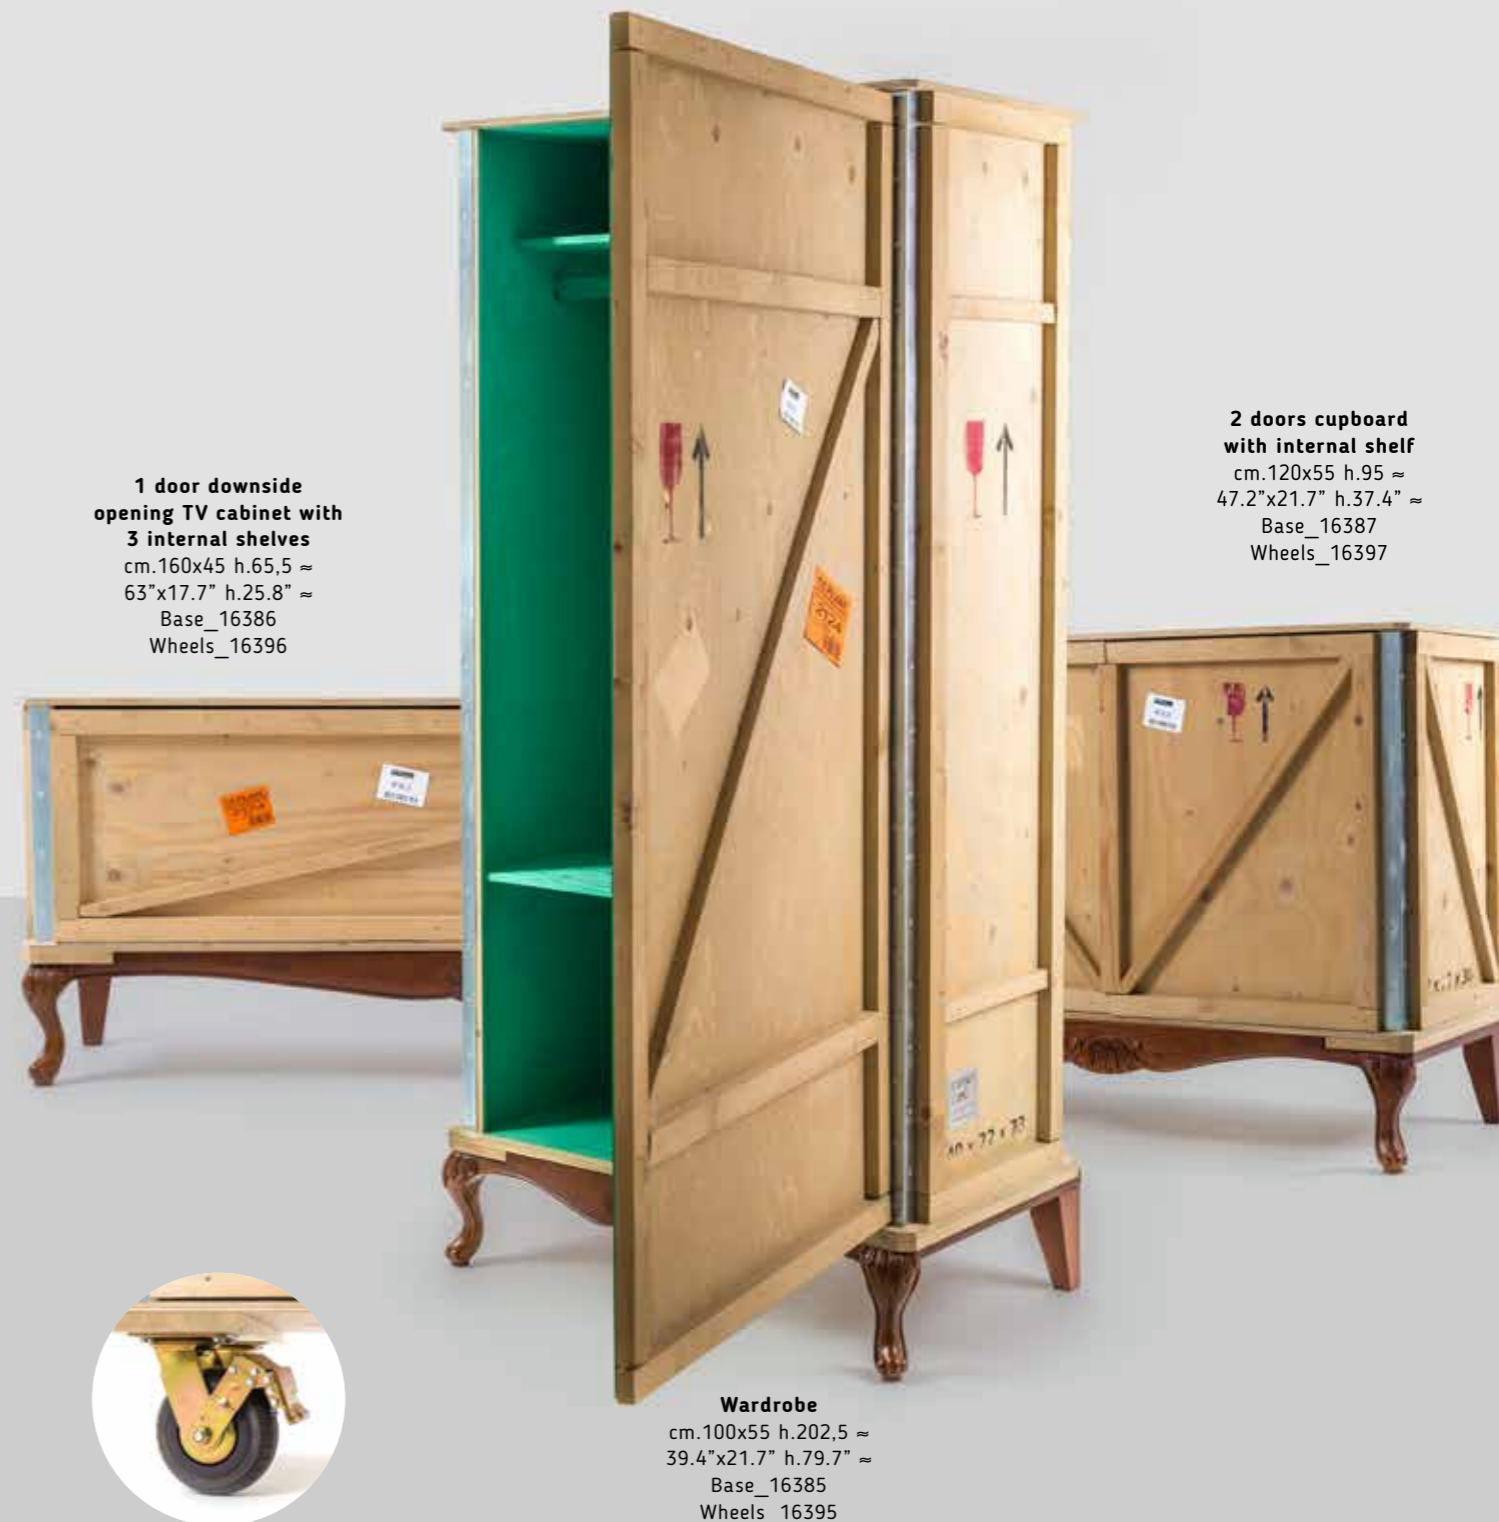 1 door downside
opening TV cabinet with
3 internal shelves
cm.160x45 h.65,5 ≈
63”x17.7” h.25.8” ≈
Base_16386
Wheels_16396
2 doors cupboard
with internal shelf
cm.120x55 h.95 ≈
47.2”x21.7” h.37.4” ≈
Base_16387
Wheels_16397
Wardrobe
cm.100x55 h.202,5 ≈
39.4”x21.7” h.79.7” ≈
Base_16385
Wheels_16395